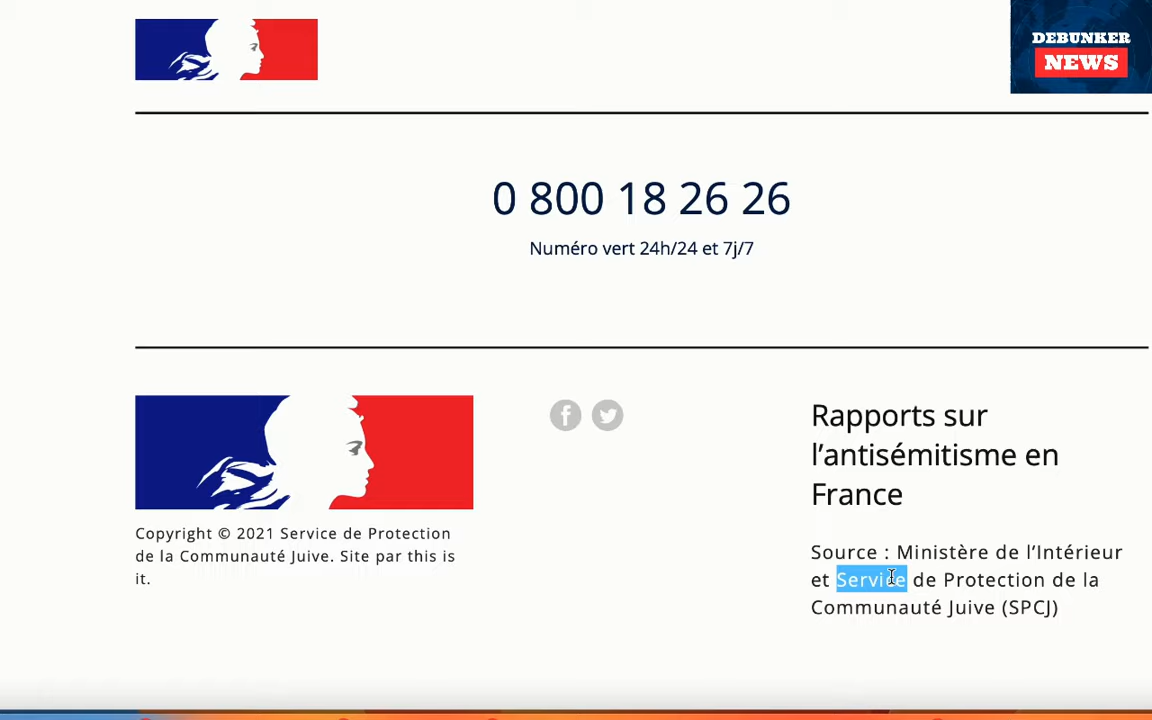 DEBUNKER
NEWS
0 800 18 26 26
Numéro vert 24h/24 et 7j/7
Copyright © 2021 Service de Protection
de la Communauté Juive. Site par this is
it.
Rapports sur
l’antisémitisme en
France
Source : Ministère de l’Intérieur
et Service de Protection de la
Communauté Juive (SPCJ)